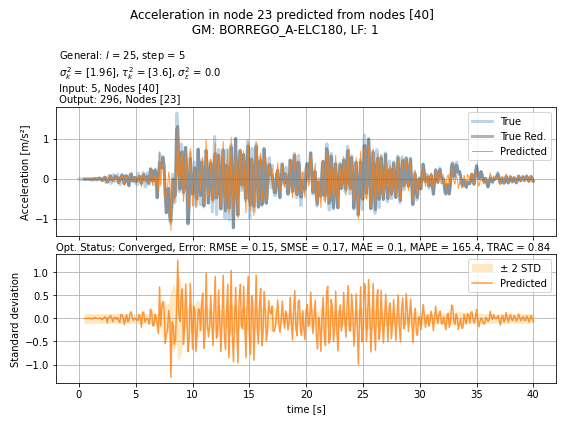 Acceleration in node 23 predicted from nodes [40]
GM: BORREGO_A-ELC180, LF: 1
General: l = 25, step = 5
σ²ₖ = [1.96], τ²ₖ = [3.6], σ²ε = 0.0
Input: 5, Nodes [40]
Output: 296, Nodes [23]
Acceleration [m/s²]
1
0
−1
True
True Red.
Predicted
Opt. Status: Converged, Error: RMSE = 0.15, SMSE = 0.17, MAE = 0.1, MAPE = 165.4, TRAC = 0.84
Standard deviation
1.0
0.5
0.0
−0.5
−1.0
± 2 STD
Predicted
0 5 10 15 20 25 30 35 40
time [s]